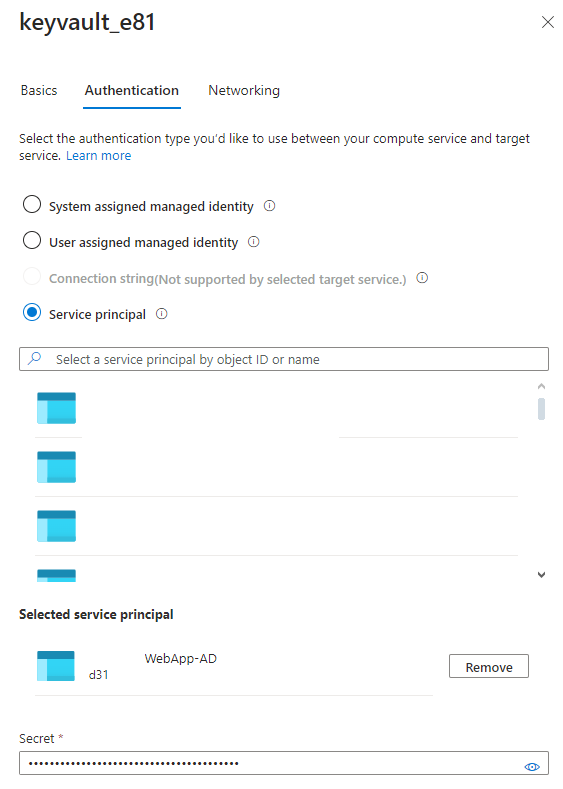 keyvault_e81
Basics Authentication Networking
Select the authentication type you'd like to use between your compute service and target
service. Learn more
System assigned managed identity
User assigned managed identity
Connection string(Not supported by selected target service.)
Service principal
Select a service principal by object ID or name
Selected service principal
WebApp-AD
d31
Remove
Secret *
••••••••••••••••••••••••••••••••••••••••